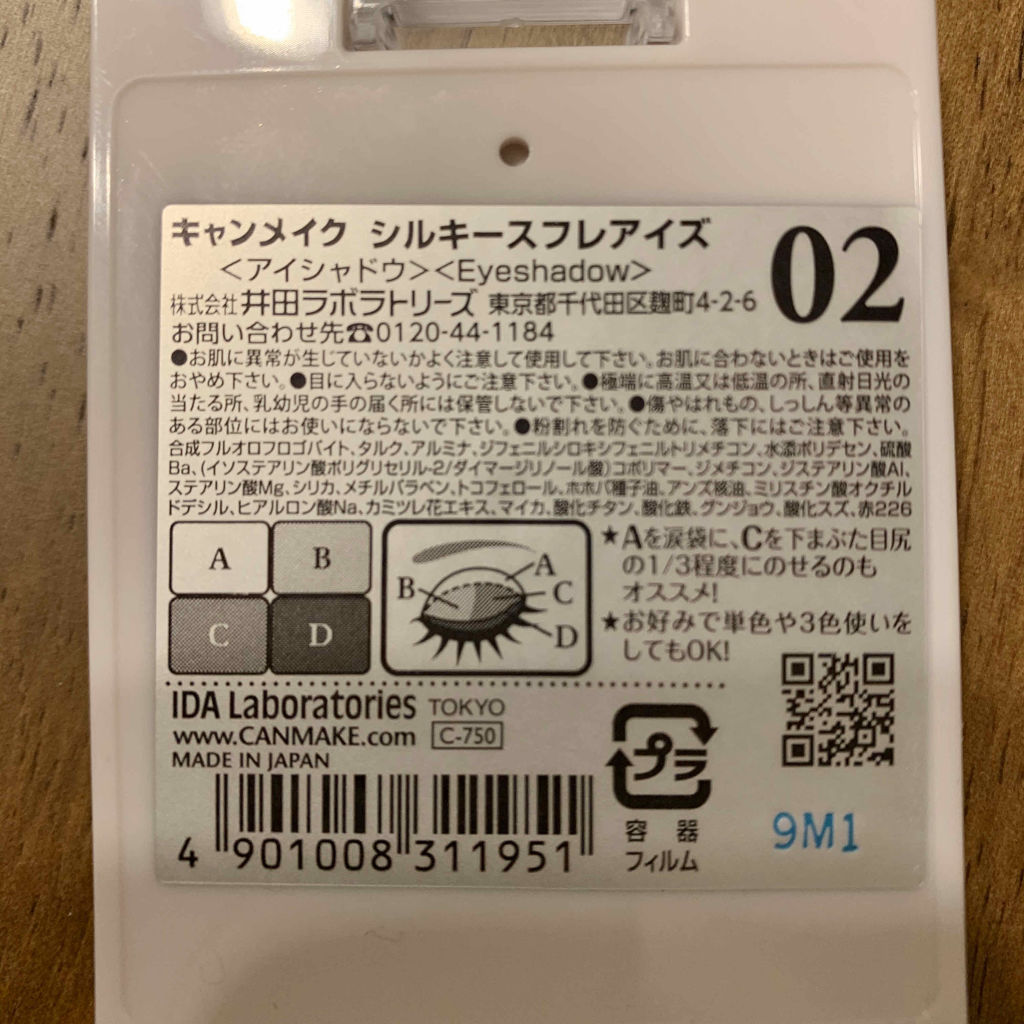 キャンメイク シルキースフレアイズ
02
＜アイシャドウ＞＜Eyeshadow＞
株式会社 井田ラボラトリーズ 東京都千代田区麹町4-2-6
お問い合わせ先☎0120-44-1184
●お肌に異常が生じていないかよく注意して使用して下さい。お肌に合わないときはご使用を
おやめ下さい。●目に入らないようにご注意下さい。●極端に高温又は低温の所、直射日光の
当たる所、乳幼児の手の届く所には保管しないで下さい。●傷やはれもの、しっしん等異常の
ある部位にはお使いにならないで下さい。●粉割れを防ぐために、落下にはご注意下さい。
合成フルオロフロゴパイト、タルク、アルミナ、ジフェニルシロキシフェニルトリメチコン、水添ポリデセン、硫酸
Ba、(イソステアリン酸ポリグリセリル-2/ダイマージリノール酸)コポリマー、ジメチコン、ジステアリン酸Al、
ステアリン酸Mg、シリカ、メチルパラベン、トコフェロール、ホホバ種子油、アンズ核油、ミリスチン酸オクチル
ドデシル、ヒアルロン酸Na、カミツレ花エキス、マイカ、酸化チタン、酸化鉄、グンジョウ、酸化スズ、赤226
A
B
C
D
A
B
C
D
★Aを涙袋に、Cを下まぶた目尻
の1/3程度にのせるのも
オススメ!
★お好みで単色や3色使いを
してもOK!
IDA Laboratories TOKYO
www.CANMAKE.com C-750
MADE IN JAPAN
4 901008 311951
プラ
容器
フィルム
9M1